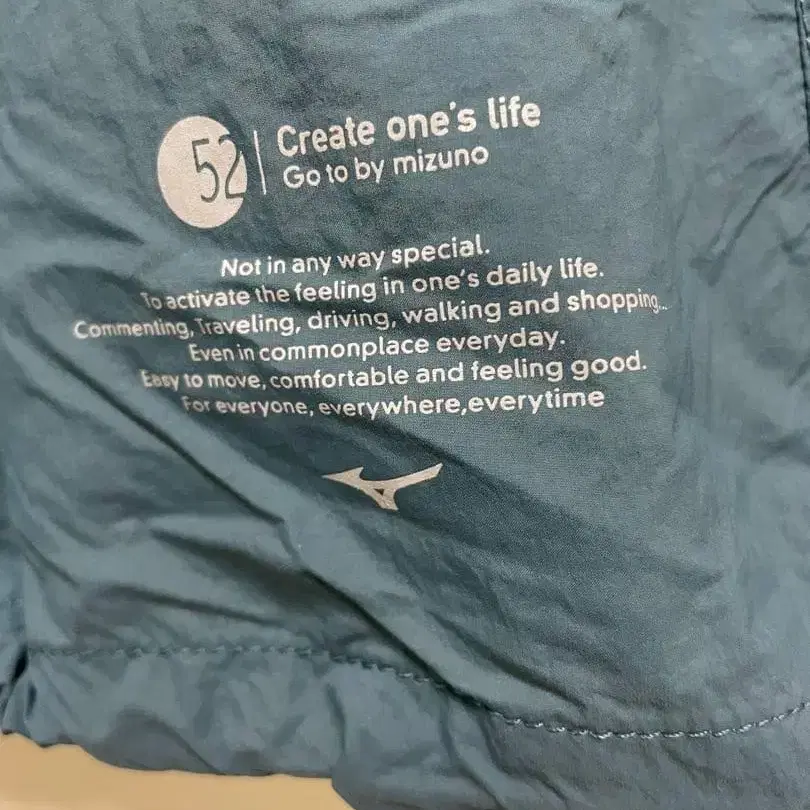 52
Create one's life
Go to by mizuno
Not in any way special.
To activate the feeling in one's daily life.
Commenting, Traveling, driving, walking and shopping...
Even in commonplace everyday.
Easy to move, comfortable and feeling good.
For everyone, everywhere,everytime